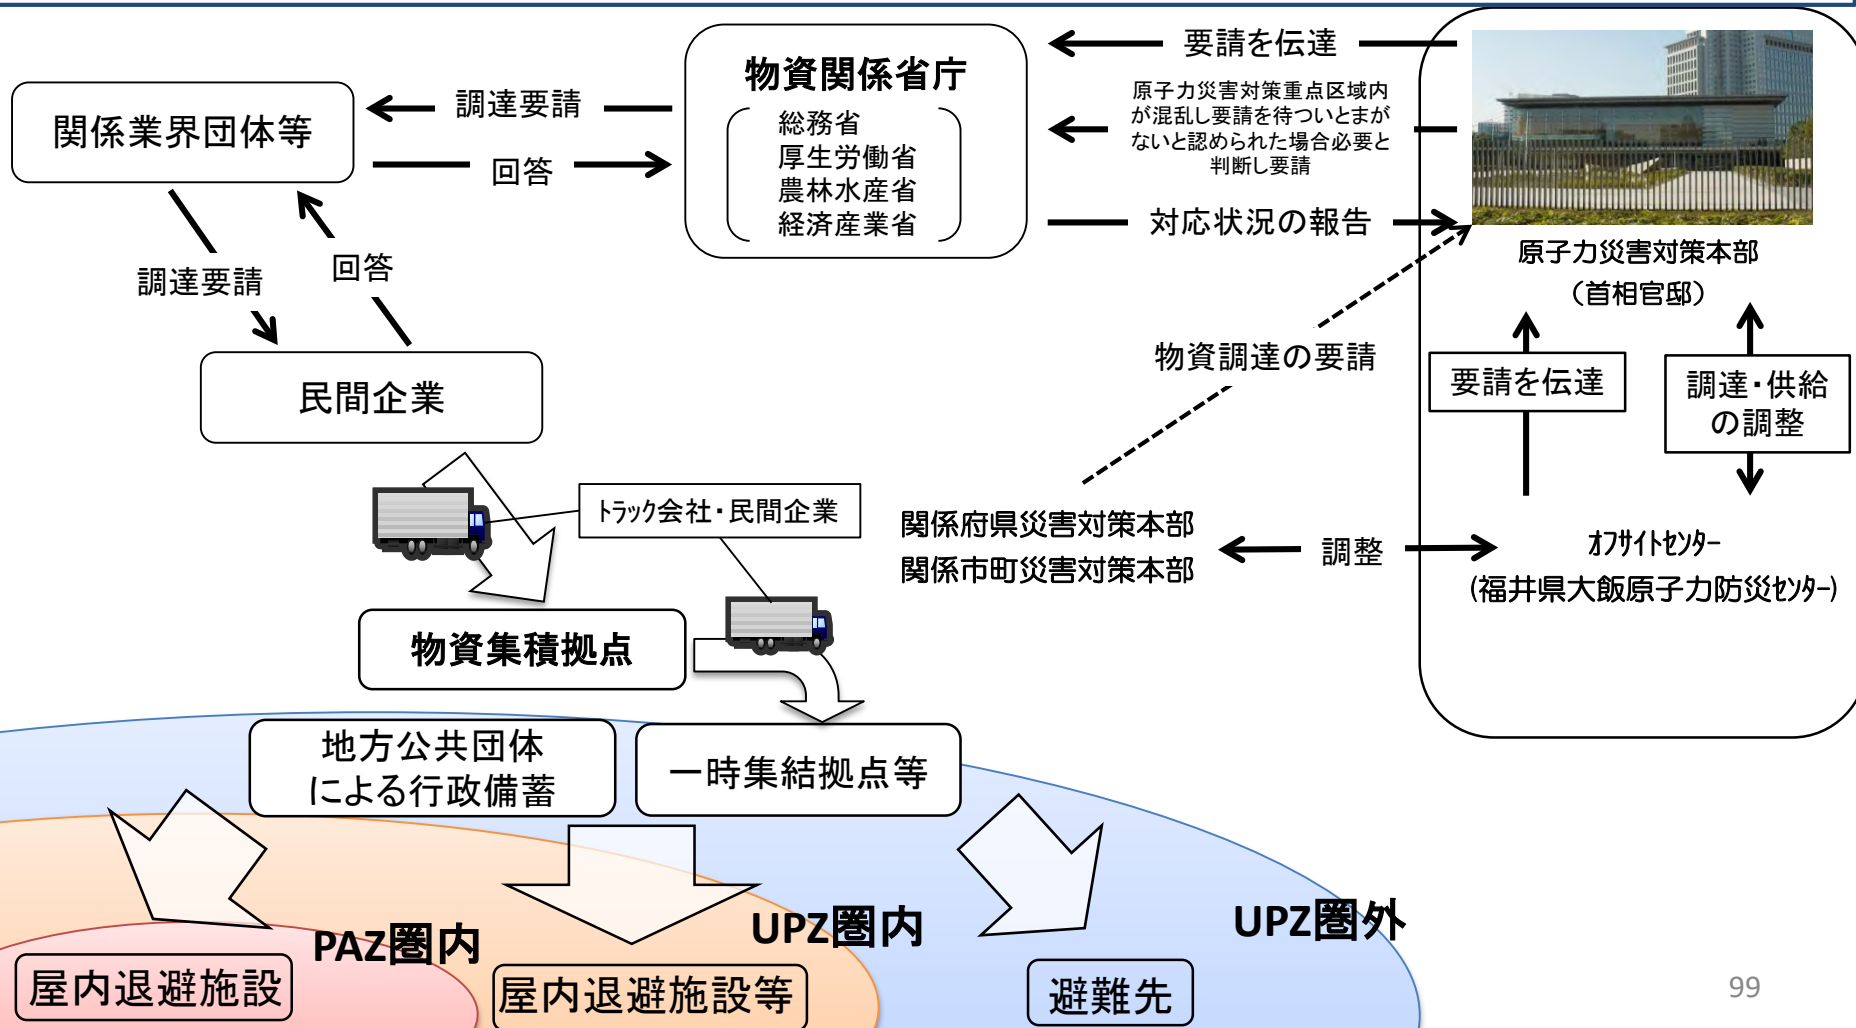 要請を伝達
物資関係省庁
総務省
厚生労働省
農林水産省
経済産業省
調達要請
関係業界団体等
回答
原子力災害対策重点区域内
が混乱し要請を待ついとまが
ないと認められた場合必要と
判断し要請
対応状況の報告
原子力災害対策本部
（首相官邸）
調達要請
回答
民間企業
物資調達の要請
要請を伝達
調達・供給
の調整
ﾄﾗｯｸ会社・民間企業
関係府県災害対策本部
関係市町災害対策本部
調整
ｵﾌｻｲﾄｾﾝﾀｰ
(福井県大飯原子力防災ｾﾝﾀｰ)
物資集積拠点
地方公共団体
による行政備蓄
一時集結拠点等
PAZ圏内
UPZ圏内
UPZ圏外
屋内退避施設
屋内退避施設等
避難先
99